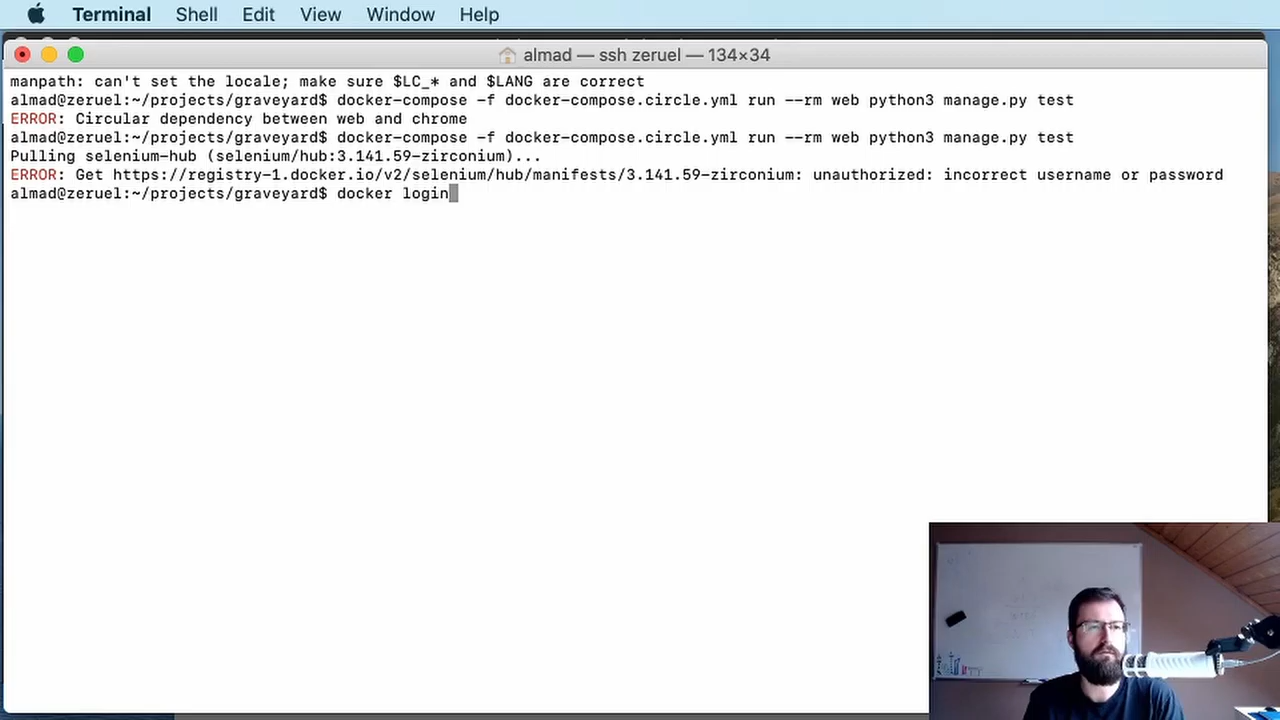 Terminal Shell Edit View Window Help
almad — ssh zeruel — 134×34
manpath: can't set the locale; make sure $LC_* and $LANG are correct
almad@zeruel:~/projects/graveyard$ docker-compose -f docker-compose.circle.yml run --rm web python3 manage.py test
ERROR: Circular dependency between web and chrome
almad@zeruel:~/projects/graveyard$ docker-compose -f docker-compose.circle.yml run --rm web python3 manage.py test
Pulling selenium-hub (selenium/hub:3.141.59-zirconium)...
ERROR: Get https://registry-1.docker.io/v2/selenium/hub/manifests/3.141.59-zirconium: unauthorized: incorrect username or password
almad@zeruel:~/projects/graveyard$ docker login